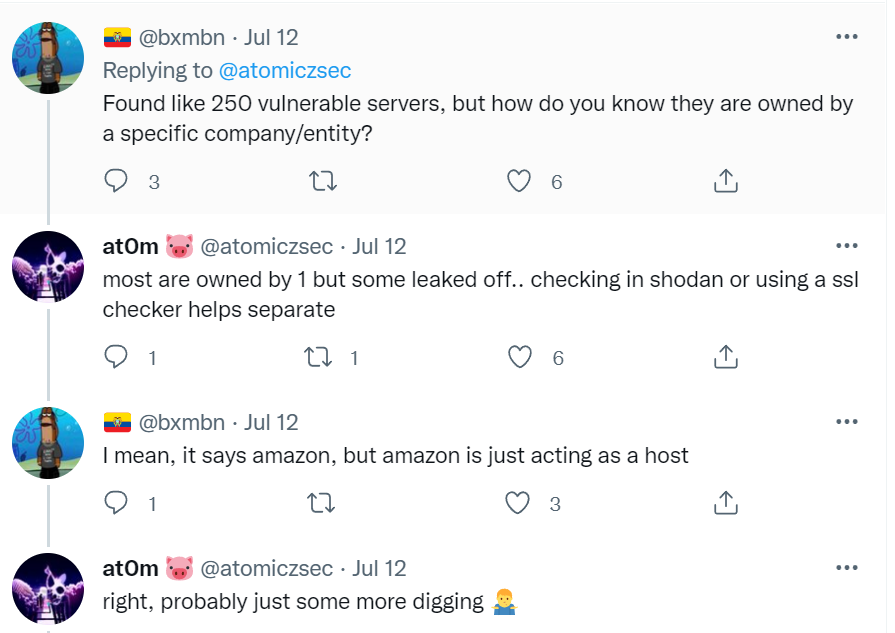 🇪🇨 @bxmbn · Jul 12
Replying to @atomiczsec
Found like 250 vulnerable servers, but how do you know they are owned by
a specific company/entity?
3 6
at0m 🐷 @atomiczsec · Jul 12
most are owned by 1 but some leaked off.. checking in shodan or using a ssl
checker helps separate
1 1 6
🇪🇨 @bxmbn · Jul 12
I mean, it says amazon, but amazon is just acting as a host
1 3
at0m 🐷 @atomiczsec · Jul 12
right, probably just some more digging 🤷‍♂️